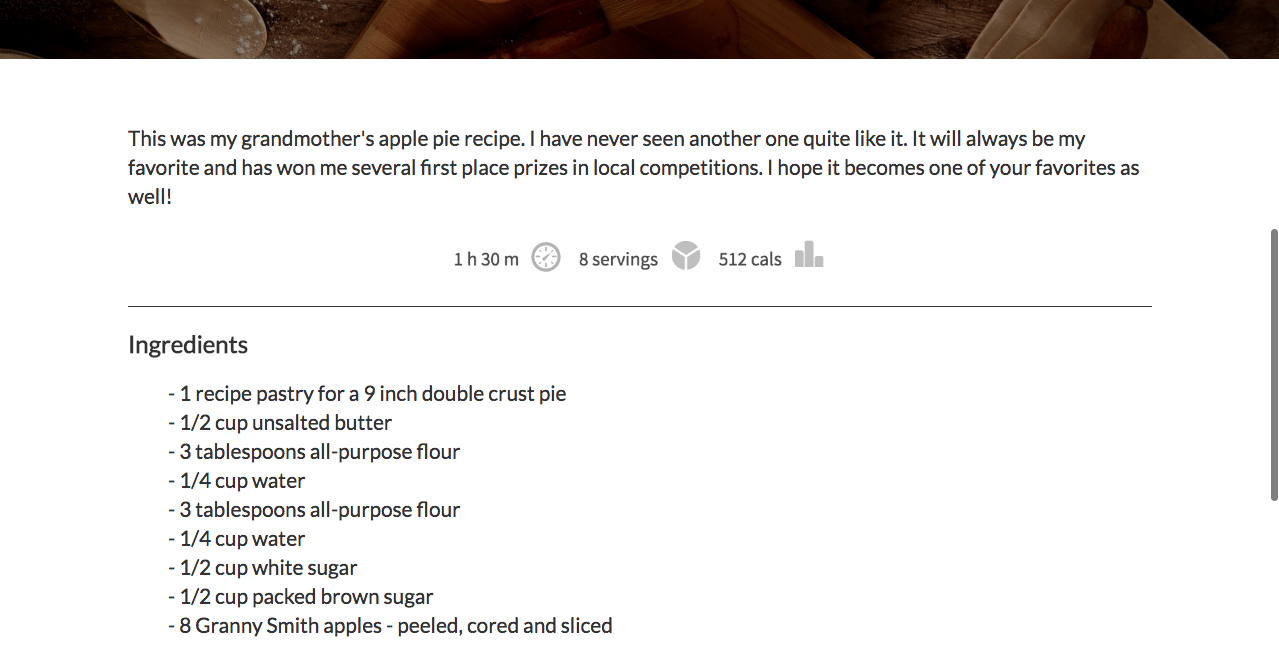 This was my grandmother's apple pie recipe. I have never seen another one quite like it. It will always be my
favorite and has won me several first place prizes in local competitions. I hope it becomes one of your favorites as
well!
1 h 30 m 8 servings 512 cals
Ingredients
- 1 recipe pastry for a 9 inch double crust pie
- 1/2 cup unsalted butter
- 3 tablespoons all-purpose flour
- 1/4 cup water
- 3 tablespoons all-purpose flour
- 1/4 cup water
- 1/2 cup white sugar
- 1/2 cup packed brown sugar
- 8 Granny Smith apples - peeled, cored and sliced